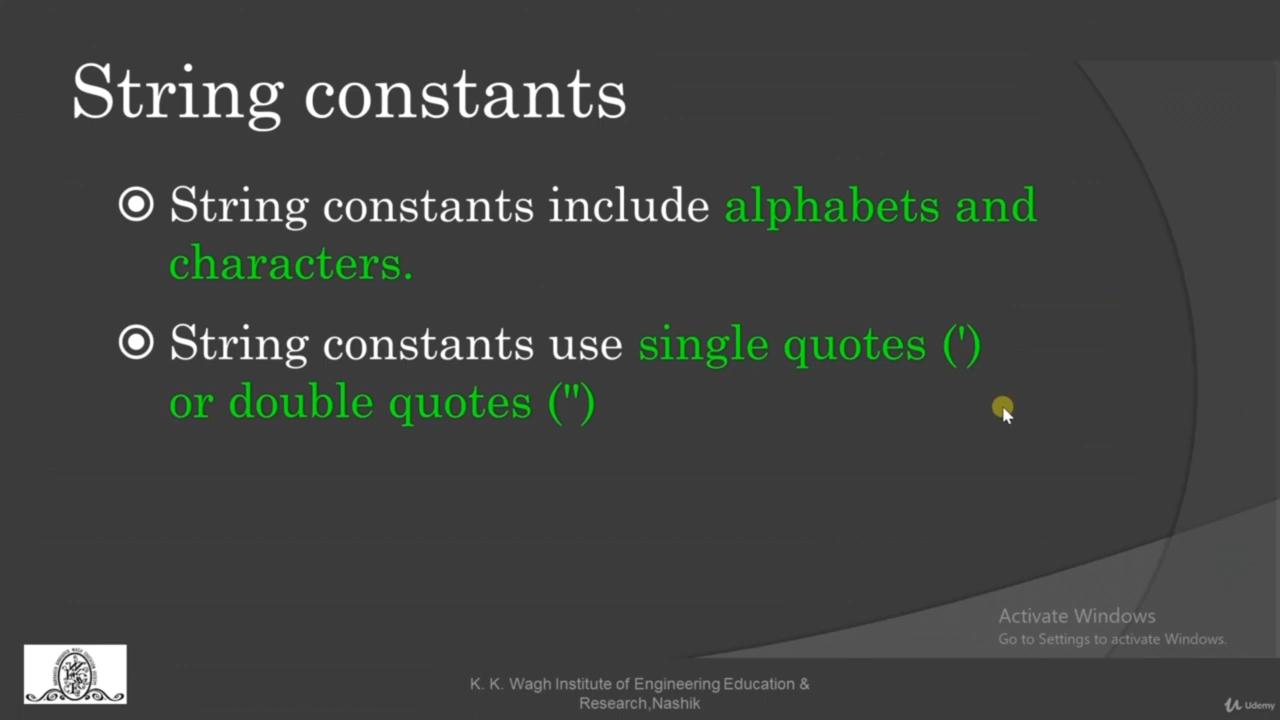 String constants
String constants include alphabets and
characters.
String constants use single quotes (')
or double quotes (")
Activate Windows
Go to Settings to activate Windows.
K. K. Wagh Institute of Engineering Education &
Research,Nashik
Udemy